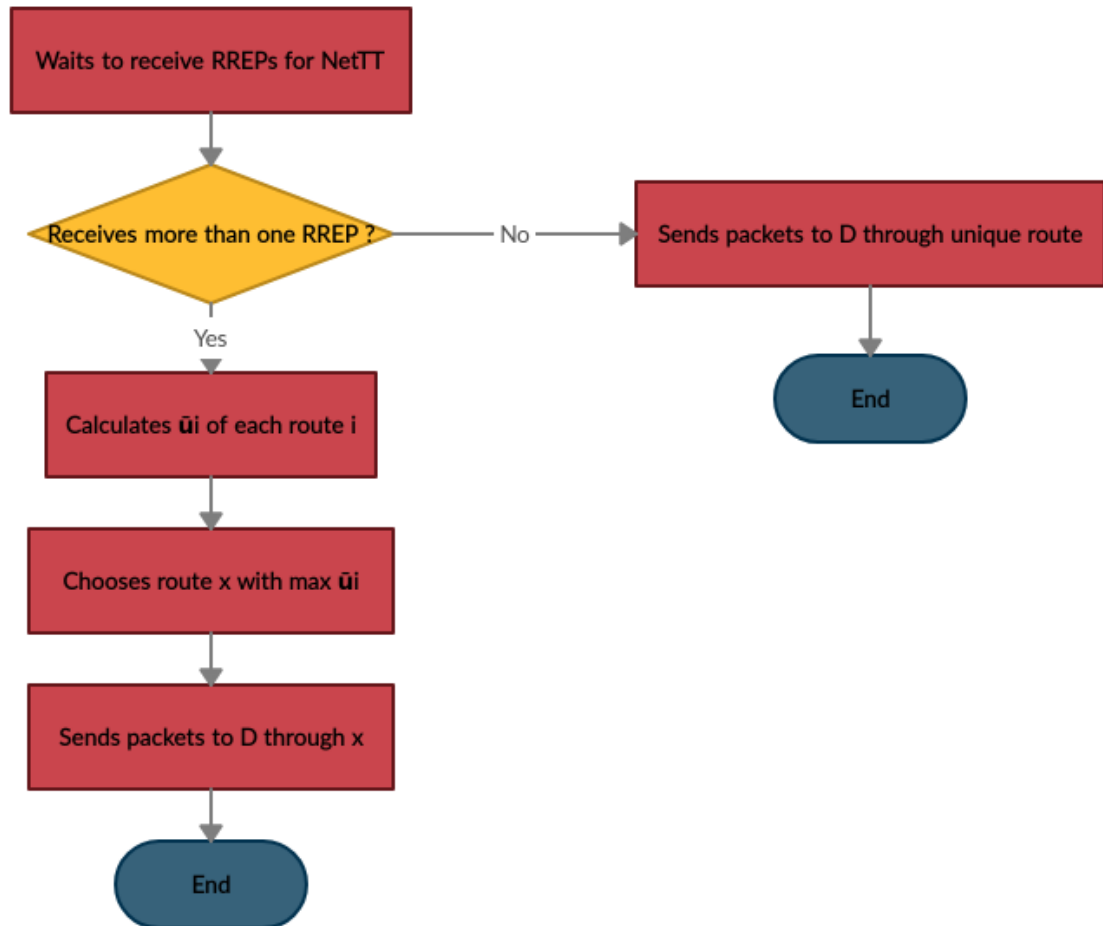 Waits to receive RREPs for NetTT
Receives more than one RREP ?
No
Sends packets to D through unique route
Yes
End
Calculates ūi of each route i
Chooses route x with max ūi
Sends packets to D through x
End